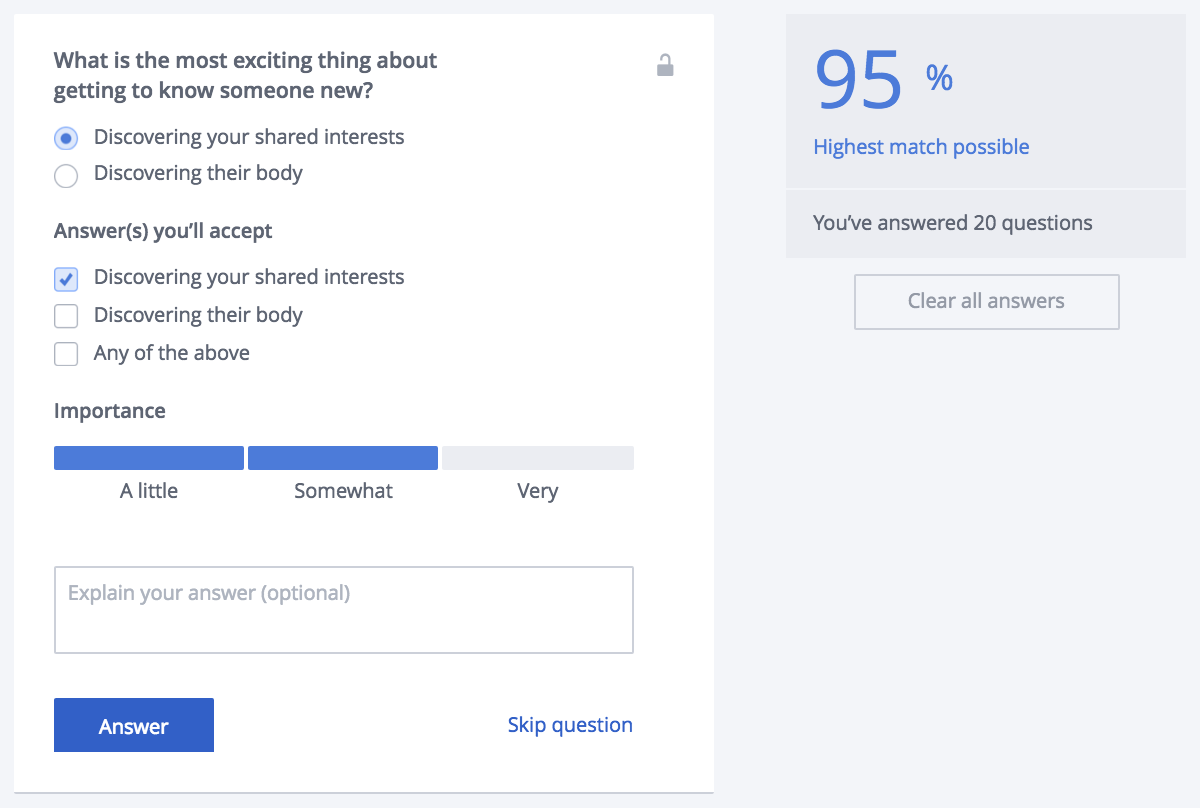 What is the most exciting thing about
getting to know someone new?
Discovering your shared interests
Discovering their body
Answer(s) you’ll accept
Discovering your shared interests
Discovering their body
Any of the above
Importance
A little
Somewhat
Very
Explain your answer (optional)
Answer
Skip question
95 %
Highest match possible
You’ve answered 20 questions
Clear all answers